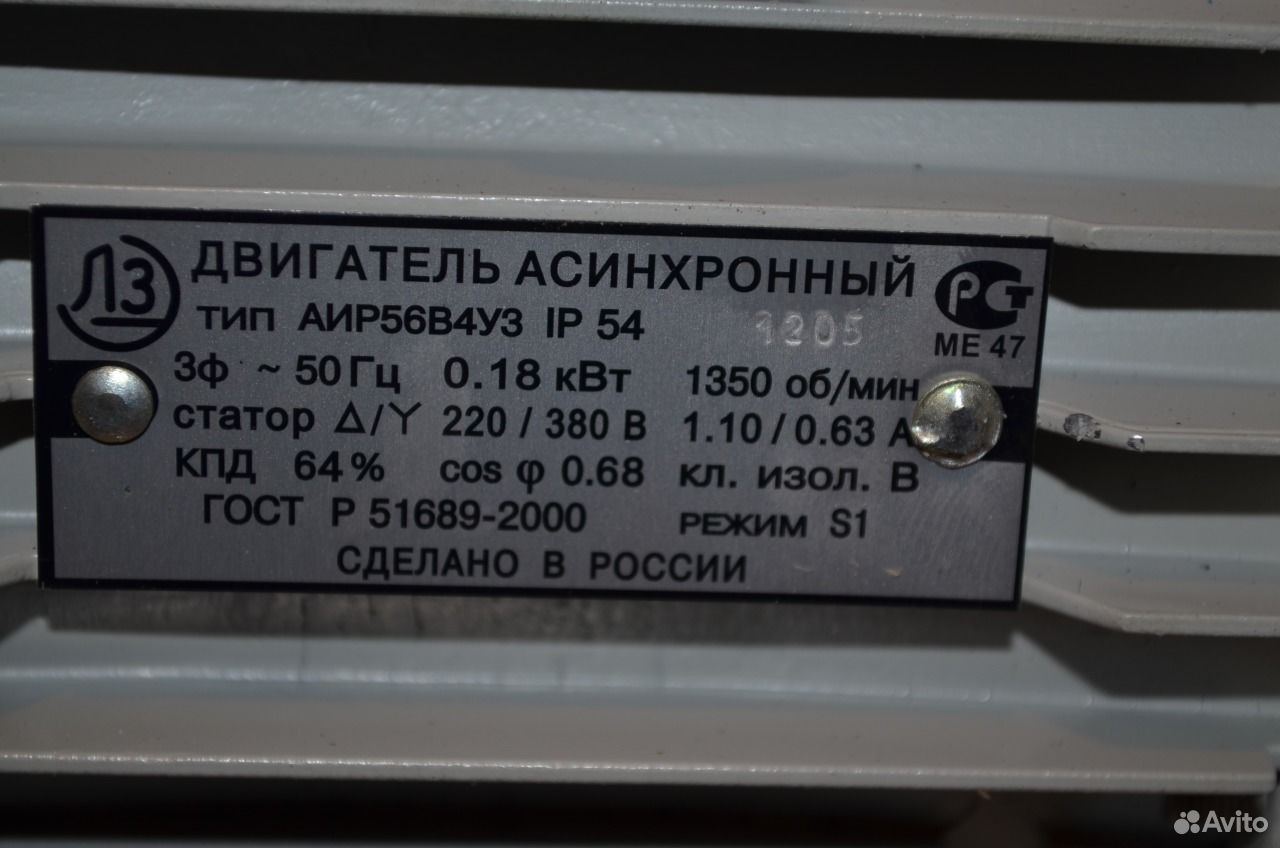 ЛЗ
ДВИГАТЕЛЬ АСИНХРОННЫЙ
РСТ
ТИП АИР56В4У3 IP 54 1205
МЕ 47
3ф ~ 50Гц 0.18 кВт 1350 об/мин
статор Δ/Y 220 / 380 В 1.10 / 0.63 А
КПД 64% cos φ 0.68 кл. изол. В
ГОСТ Р 51689-2000 РЕЖИМ S1
СДЕЛАНО В РОССИИ
Avito